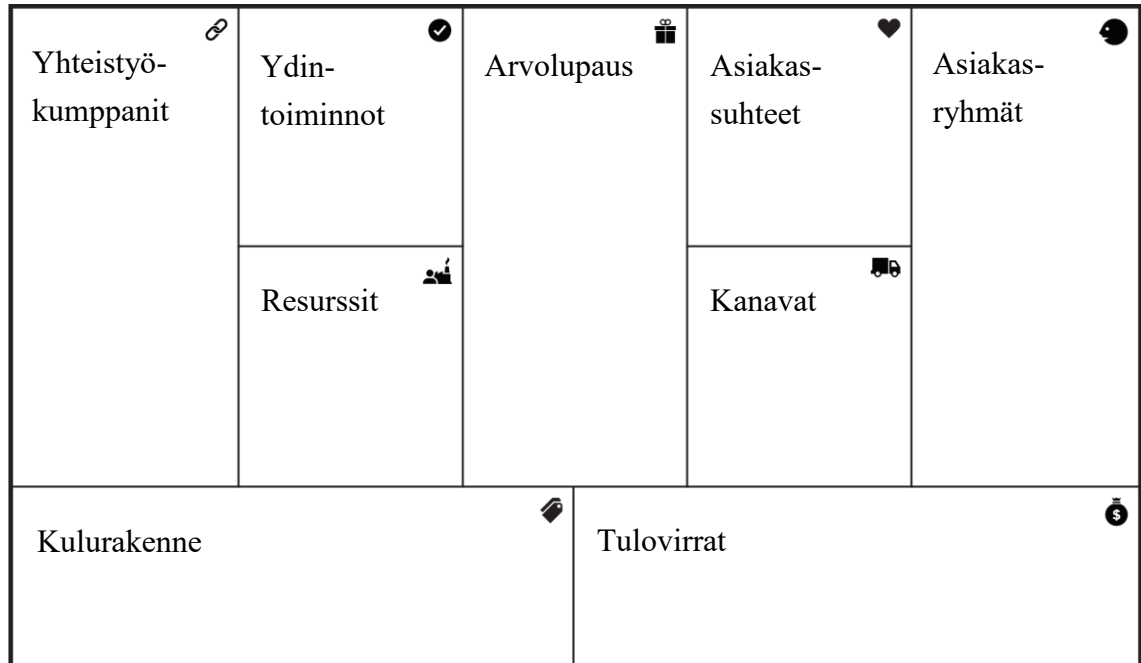 Yhteistyö-
kumppanit
Ydin-
toiminnot
Resurssit
Arvolupaus
Asiakas-
suhteet
Kanavat
Asiakas-
ryhmät
Kulurakenne
Tulovirrat